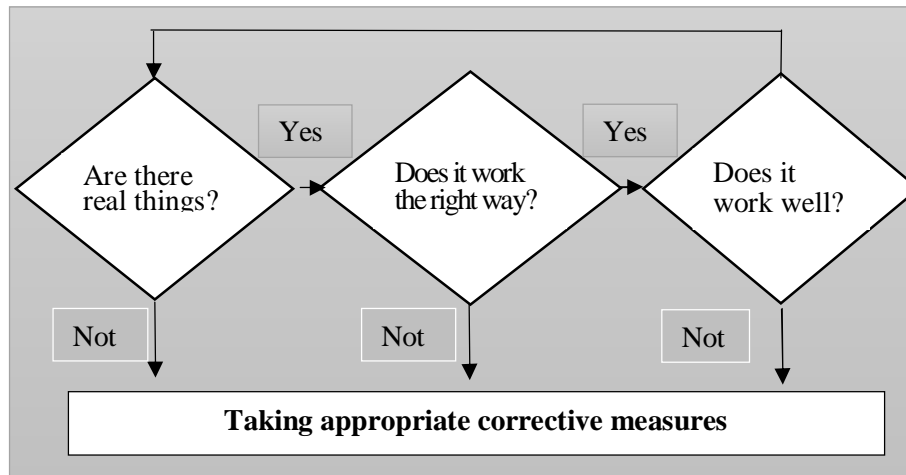 Yes
Yes
Are there
real things?
Does it work
the right way?
Does it
work well?
Not
Not
Not
Taking appropriate corrective measures